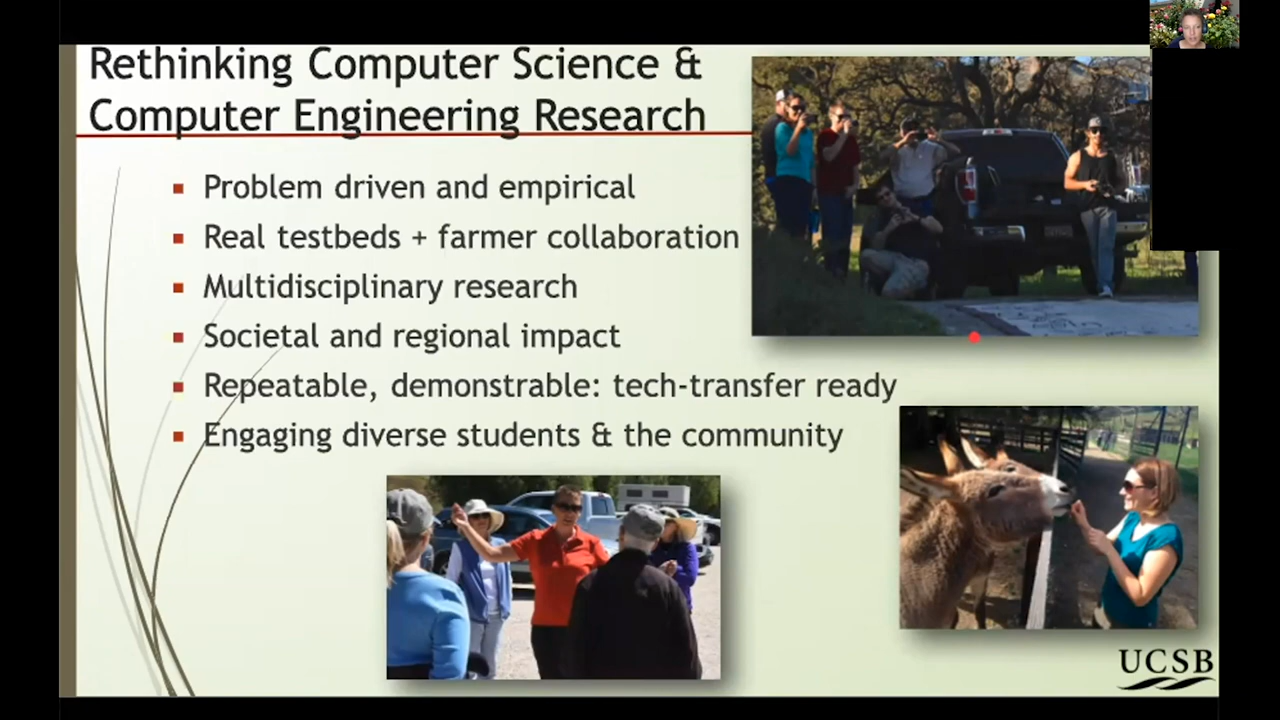 Rethinking Computer Science &
Computer Engineering Research
Problem driven and empirical
Real testbeds + farmer collaboration
Multidisciplinary research
Societal and regional impact
Repeatable, demonstrable: tech-transfer ready
Engaging diverse students & the community
UCSB